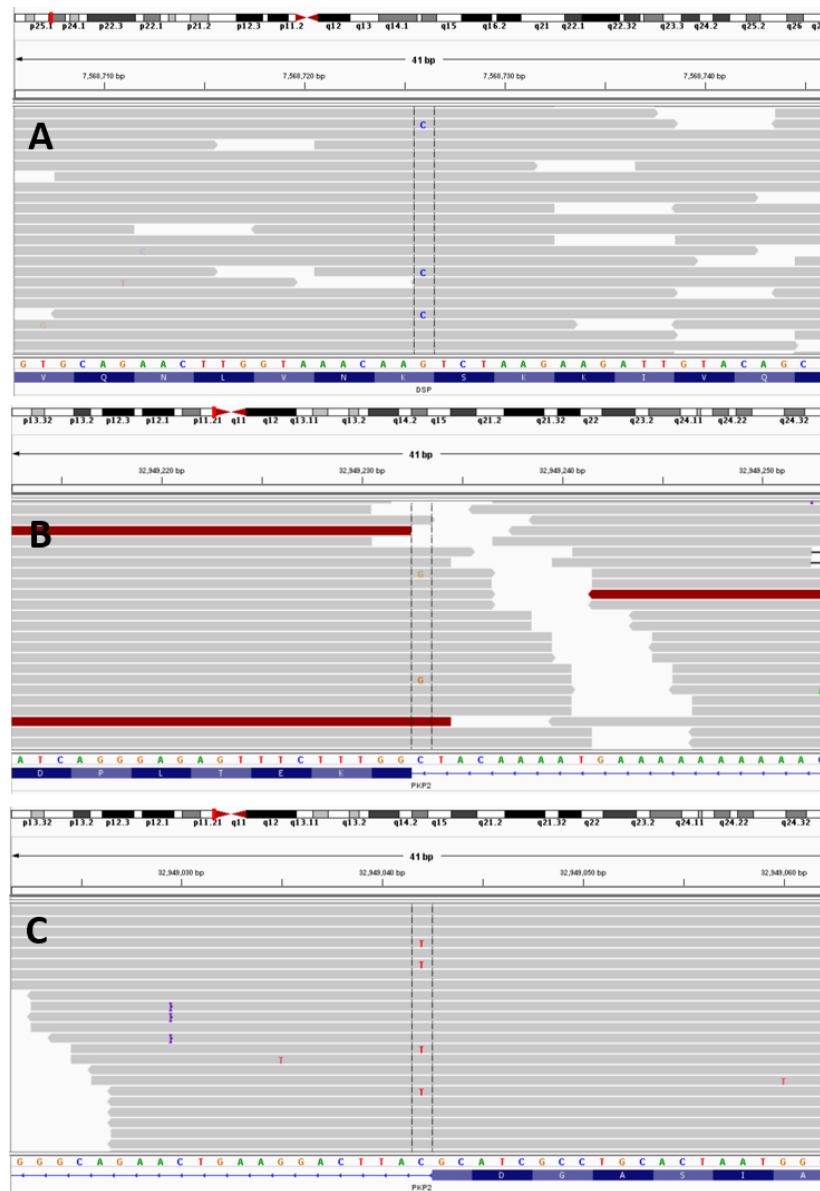 p25.1 p24.1 p22.3 p22.1 p21.2 p12.3 p11.2 q12 q13 q14.1 q15 q16.2 q21 q22.1 q22.32 q23.3 q24.2 q25.2 q26 q2
41 bp
7,568,710 bp 7,568,720 bp 7,568,730 bp 7,568,740 bp
A
C
C
C
T
C
G
G T G C A G A A C T T G G T A A A C A A G T C T A A G A A G A T T G T A C A G C
V Q N L V N K S K K I V Q
DSP
p13.32 p13.2 p12.3 p12.1 p11.21 q11 q12 q13.11 q13.2 q14.2 q15 q21.2 q21.32 q22 q23.2 q24.11 q24.22 q24.32
41 bp
32,949,220 bp 32,949,230 bp 32,949,240 bp 32,949,250 bp
B
G
G
A T C A G G G A G A G T T T C T T T G G C T A C A A A A T G A A A A A A A A A A C
D P L T E K
PKP2
p13.32 p13.2 p12.3 p12.1 p11.21 q11 q12 q13.11 q13.2 q14.2 q15 q21.2 q21.32 q22 q23.2 q24.11 q24.22 q24.32
41 bp
32,949,030 bp 32,949,040 bp 32,949,050 bp 32,949,060 bp
C
T
T
T
T
T
T
G G G C A G A A C T G A A G G A C T T A C G C A T C G C C T G C A C T A A T G G
D G A S I A
PKP2